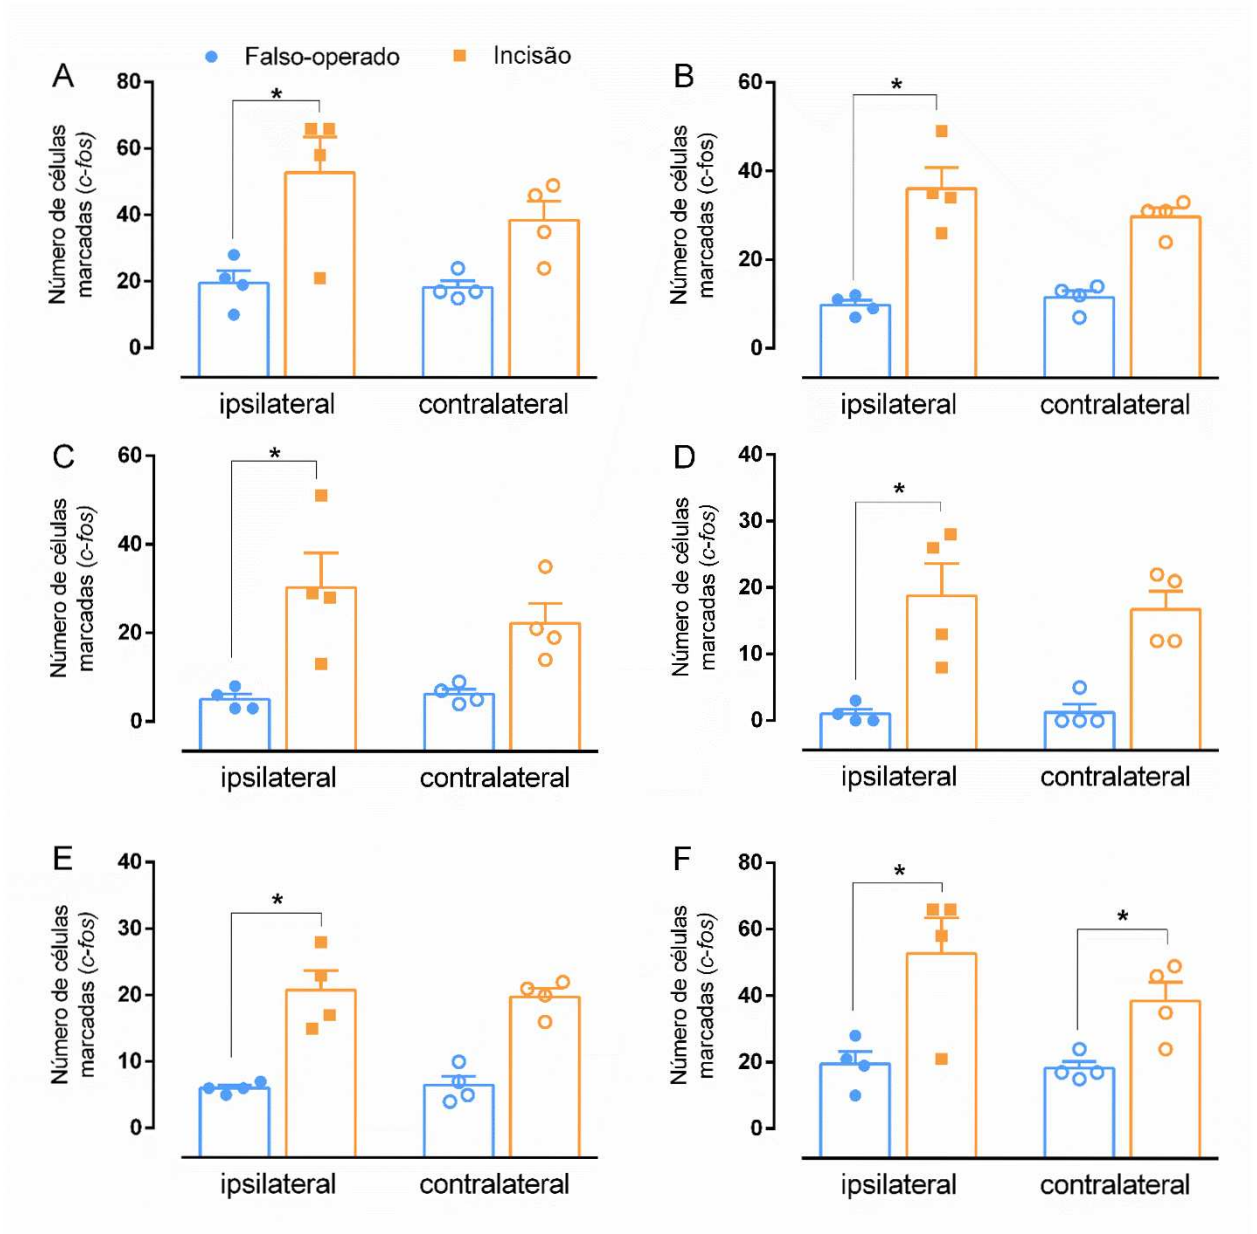 Falso-operado Incisão
A
Número de células
marcadas (c-fos)
80
60
40
20
0
*
ipsilateral contralateral
B
Número de células
marcadas (c-fos)
60
40
20
0
*
ipsilateral contralateral
C
Número de células
marcadas (c-fos)
60
40
20
0
*
ipsilateral contralateral
D
Número de células
marcadas (c-fos)
40
30
20
10
0
*
ipsilateral contralateral
E
Número de células
marcadas (c-fos)
40
30
20
10
0
*
ipsilateral contralateral
F
Número de células
marcadas (c-fos)
80
60
40
20
0
*
*
ipsilateral contralateral